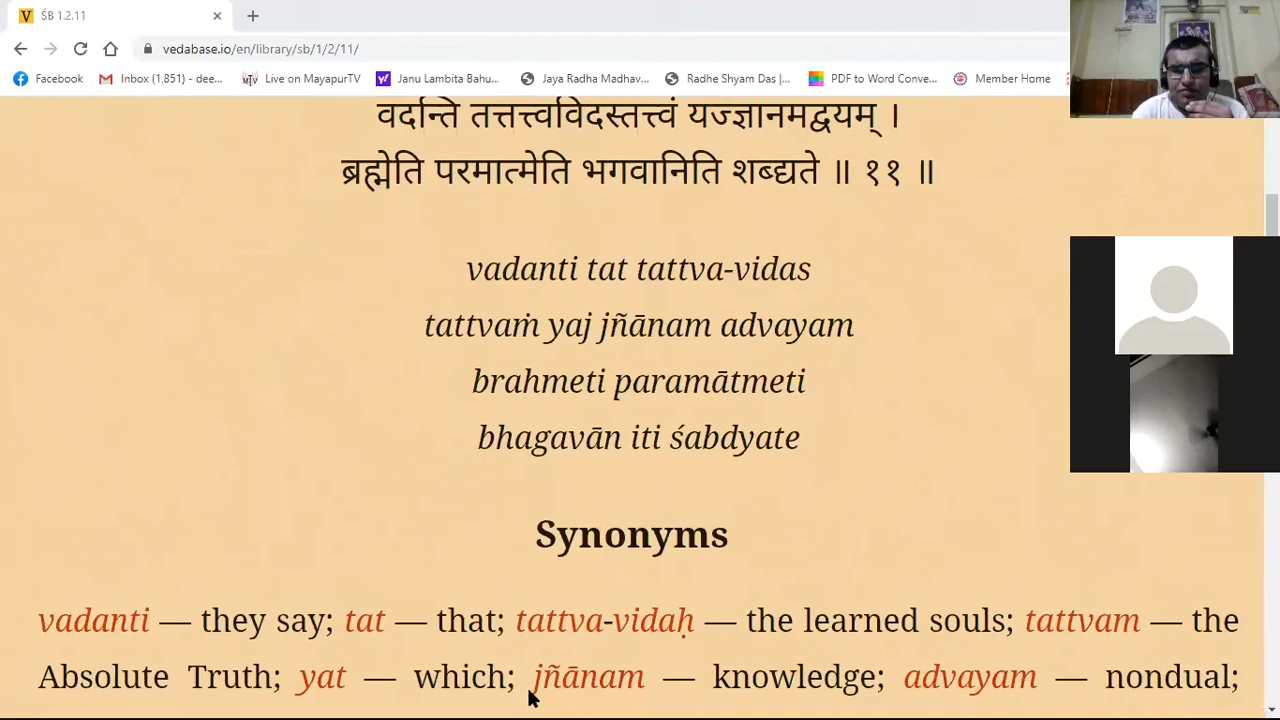 ŚB 1.2.11
vedabase.io/en/library/sb/1/2/11/
Facebook
Inbox (1,851) - dee...
Live on MayapurTV
Janu Lambita Bahu...
Jaya Radha Madhav...
Radhe Shyam Das |...
PDF to Word Conve...
Member Home
वदन्ति तत्तत्त्वविदस्तत्त्वं यज्ज्ञानमद्वयम् ।
ब्रह्मेति परमात्मेति भगवानिति शब्द्यते ॥ ११ ॥
vadanti tat tattva-vidas
tattvaṁ yaj jñānam advayam
brahmeti paramātmeti
bhagavān iti śabdyate
Synonyms
vadanti — they say; tat — that; tattva-vidaḥ — the learned souls; tattvam — the
Absolute Truth; yat — which; jñānam — knowledge; advayam — nondual;